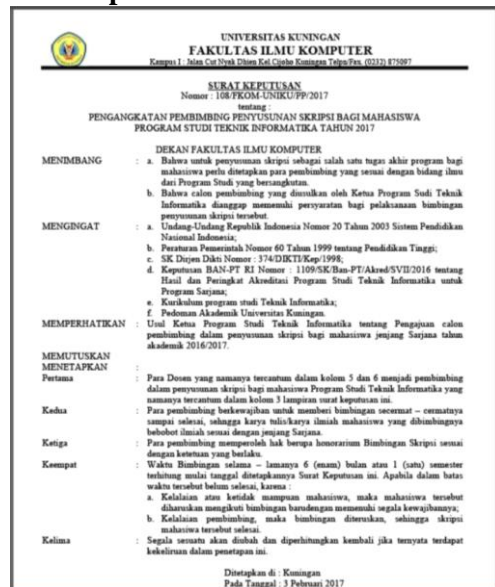 UNIVERSITAS KUNINGAN
FAKULTAS ILMU KOMPUTER
Kampus I : Jalan Cut Nyak Dhien Kel.Cijoho Kuningan Telpn/Fax. (0232) 875097
SURAT KEPUTUSAN
Nomor : 108/FKOM-UNIKU/PP/2017
tentang :
PENGANGKATAN PEMBIMBING PENYUSUNAN SKRIPSI BAGI MAHASISWA
PROGRAM STUDI TEKNIK INFORMATIKA TAHUN 2017
DEKAN FAKULTAS ILMU KOMPUTER
MENIMBANG : a. Bahwa untuk penyusunan skripsi sebagai salah satu tugas akhir program bagi
mahasiswa perlu ditetapkan para pembimbing yang sesuai dengan bidang ilmu
dari Program Studi yang bersangkutan.
b. Bahwa calon pembimbing yang diusulkan oleh Ketua Program Sudi Teknik
Informatika dianggap memenuhi persyaratan bagi pelaksanaan bimbingan
penyusunan skripsi tersebut.
MENGINGAT : a. Undang-Undang Republik Indonesia Nomor 20 Tahun 2003 Sistem Pendidikan
Nasional Indonesia;
b. Peraturan Pemerintah Nomor 60 Tahun 1999 tentang Pendidikan Tinggi;
c. SK Dirjen Dikti Nomor : 374/DIKTI/Kep/1998;
d. Keputusan BAN-PT RI Nomor : 1109/SK/Ban-PT/Akred/SVII/2016 tentang
Hasil dan Peringkat Akreditasi Program Studi Teknik Informatika untuk
Program Sarjana;
e. Kurikulum program studi Teknik Informatika;
f. Pedoman Akademik Universitas Kuningan.
MEMPERHATIKAN : Usul Ketua Program Studi Teknik Informatika tentang Pengajuan calon
pembimbing dalam penyusunan skripsi bagi mahasiswa jenjang Sarjana tahun
akademik 2016/2017.
MEMUTUSKAN
MENETAPKAN :
Pertama : Para Dosen yang namanya tercantum dalam kolom 5 dan 6 menjadi pembimbing
dalam penyusunan skripsi bagi mahasiswa Program Studi Teknik Informatika yang
namanya tercantum dalam kolom 3 lampiran surat keputusan ini.
Kedua : Para pembimbing berkewajiban untuk memberi bimbingan secermat – cermatnya
sampai selesai, sehngga karya tulis/karya ilmiah mahasiswa yang dibimbingnya
bebobot ilmiah sesuai dengan jenjang Sarjana.
Ketiga : Para pembimbing memperoleh hak berupa honorarium Bimbingan Skripsi sesuai
dengan ketetuan yang berlaku.
Keempat : Waktu Bimbingan selama – lamanya 6 (enam) bulan atau 1 (satu) semester
terhitung mulai tanggal ditetapkannya Surat Keputusan ini. Apabila dalam batas
waktu tersebut belum selesai, karena :
a. Kelalaian atau ketidak mampuan mahasiswa, maka mahasiswa tersebut
diharuskan mengikuti bimbingan barudengan memenuhi segala kewajibannya;
b. Kelalaian pembimbing, maka bimbingan diteruskan, sehingga skripsi
mahasiwa tersebut selesai.
Kelima : Segala sesuatu akan diubah dan diperhitungkan kembali jika ternyata terdapat
kekeliruan dalam penetapan ini.
Ditetapkan di : Kuningan
Pada Tanggal : 3 Pebruari 2017